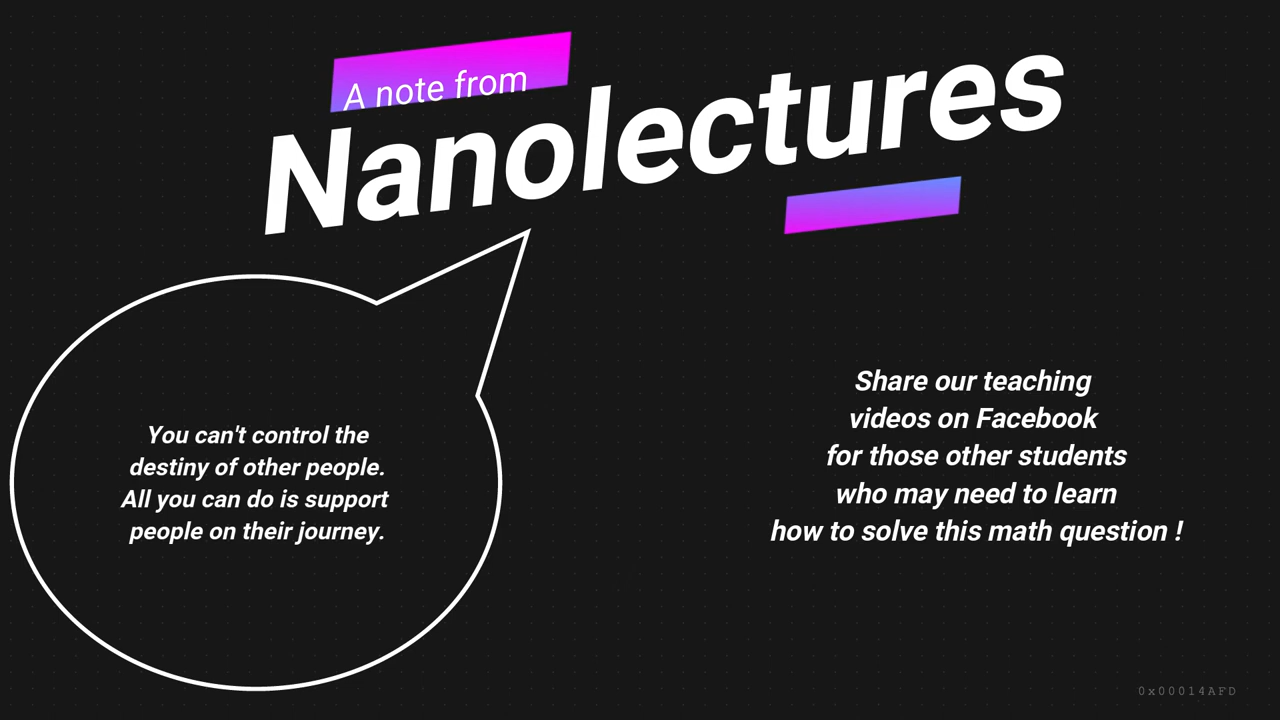 A note from
Nanolectures
You can't control the
destiny of other people.
All you can do is support
people on their journey.
Share our teaching
videos on Facebook
for those other students
who may need to learn
how to solve this math question !
0x00014AFD